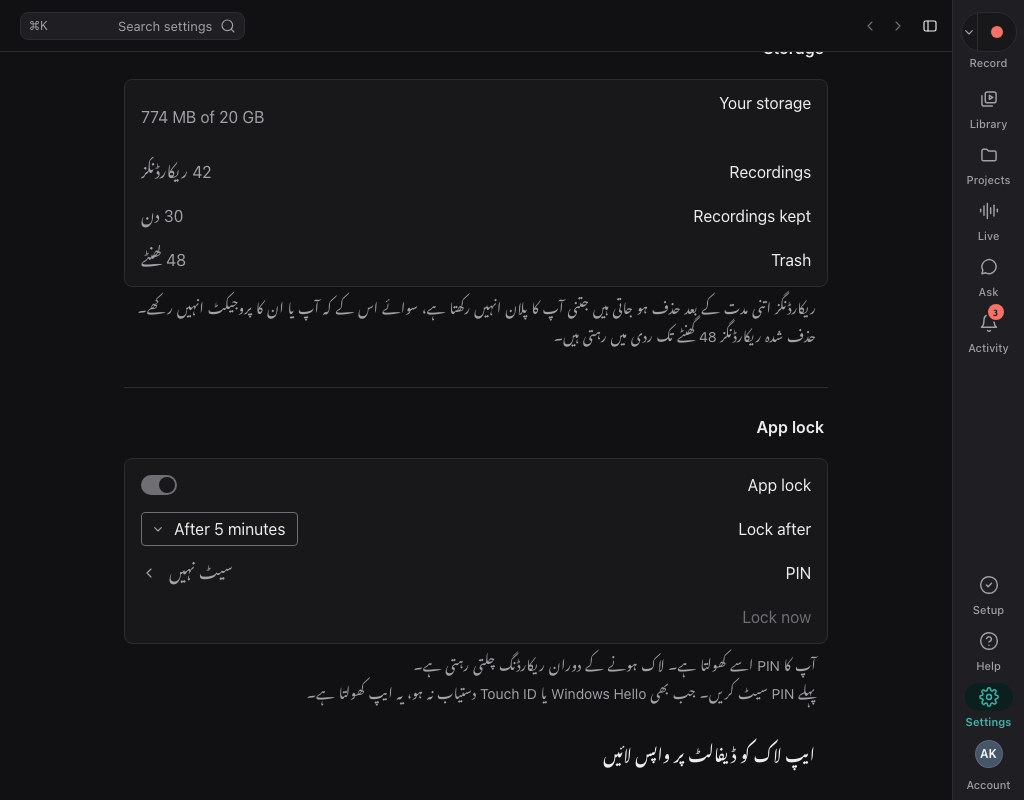 ⌘K
Search settings
Storage
Your storage
774 MB of 20 GB
Recordings
42 ریکارڈنگز
Recordings kept
30 دن
Trash
48 گھنٹے
ریکارڈنگز اتنی مدت کے بعد حذف ہو جاتی ہیں جتنی آپ کا پلان انہیں رکھتا ہے، سوائے اس کے کہ آپ یا ان کا پروجیکٹ انہیں رکھے۔
حذف شدہ ریکارڈنگز 48 گھنٹے تک ردی میں رہتی ہیں۔
App lock
App lock
Lock after
After 5 minutes
PIN
سیٹ نہیں
Lock now
آپ کا PIN اسے کھولتا ہے۔ لاک ہونے کے دوران ریکارڈنگ چلتی رہتی ہے۔
پہلے PIN سیٹ کریں۔ جب بھی Windows Hello یا Touch ID دستیاب نہ ہو، یہ ایپ کھولتا ہے۔
ایپ لاک کو ڈیفالٹ پر واپس لائیں
Record
Library
Projects
Live
Ask
3
Activity
Setup
Help
Settings
AK
Account